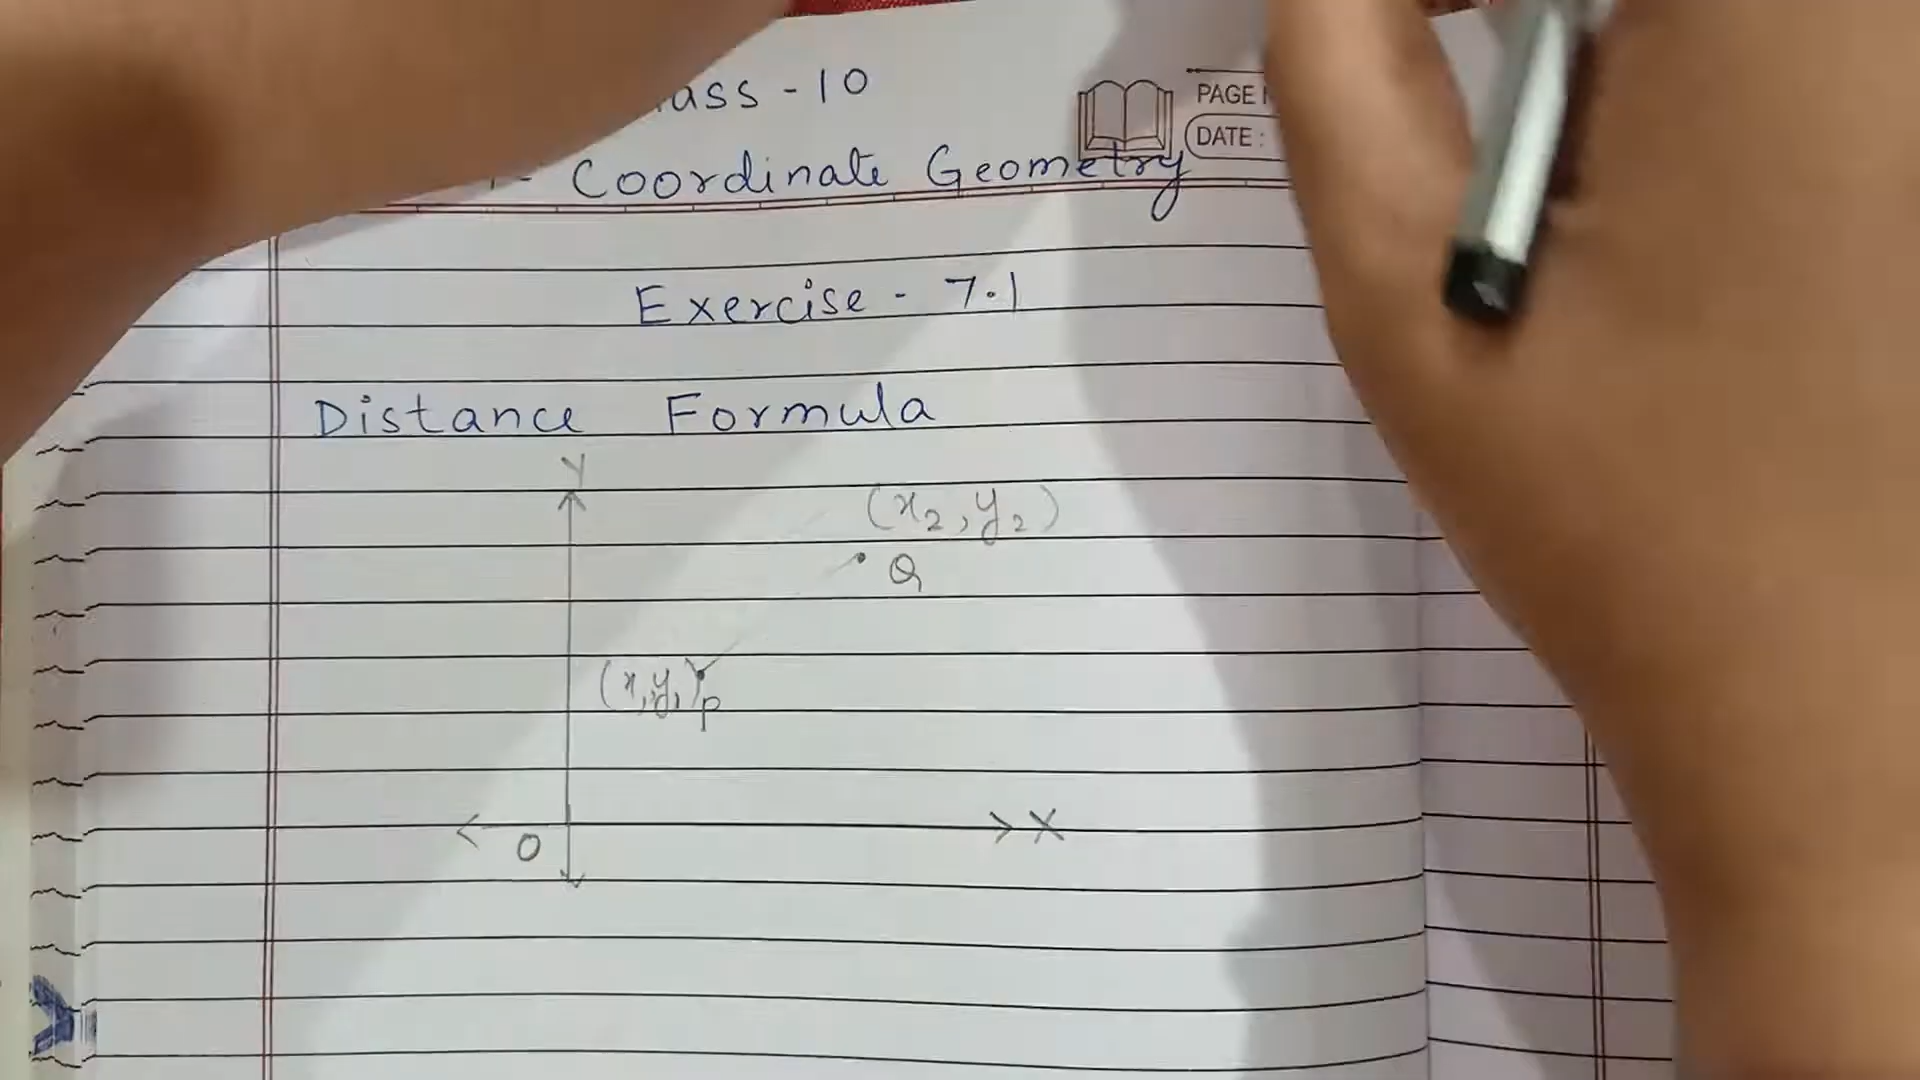 ass - 10
PAGE
DATE :
- Coordinate Geometry
Exercise - 7.1
Distance Formula
Y
(x2, y2)
Q
(x1, y1)
P
O
X